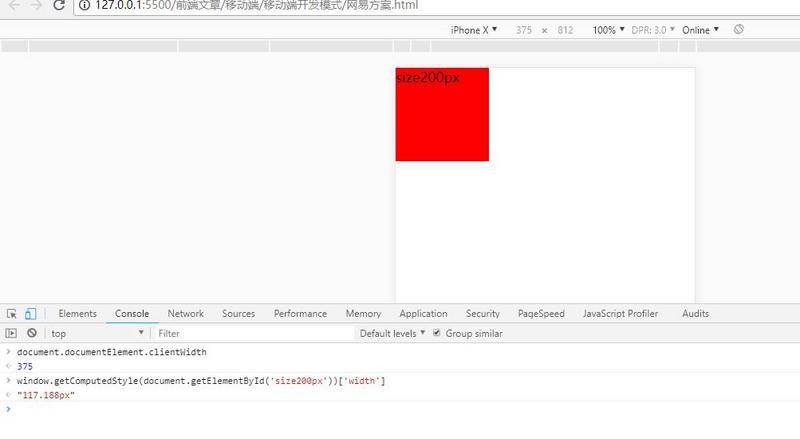 127.0.0.1:5500/前端文章/移动端/移动端开发模式/网易方案.html
iPhone X ▼ 375 × 812 100% ▼ DPR: 3.0 ▼ Online ▼
size200px
Elements Console Network Sources Performance Memory Application Security PageSpeed JavaScript Profiler Audits
top ▼ Filter Default levels ▼ Group similar
> document.documentElement.clientWidth
< 375
> window.getComputedStyle(document.getElementById('size200px'))['width']
< "117.188px"
>